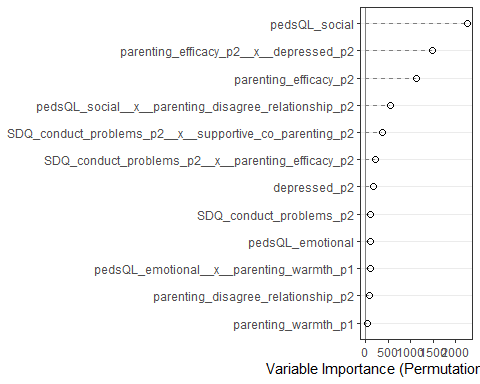 pedsQL_social
parenting_efficacy_p2__x__depressed_p2
parenting_efficacy_p2
pedsQL_social__x__parenting_disagree_relationship_p2
SDQ_conduct_problems_p2__x__supportive_co_parenting_p2
SDQ_conduct_problems_p2__x__parenting_efficacy_p2
depressed_p2
SDQ_conduct_problems_p2
pedsQL_emotional
pedsQL_emotional__x__parenting_warmth_p1
parenting_disagree_relationship_p2
parenting_warmth_p1
0 500 1000 1500 2000
Variable Importance (Permutation